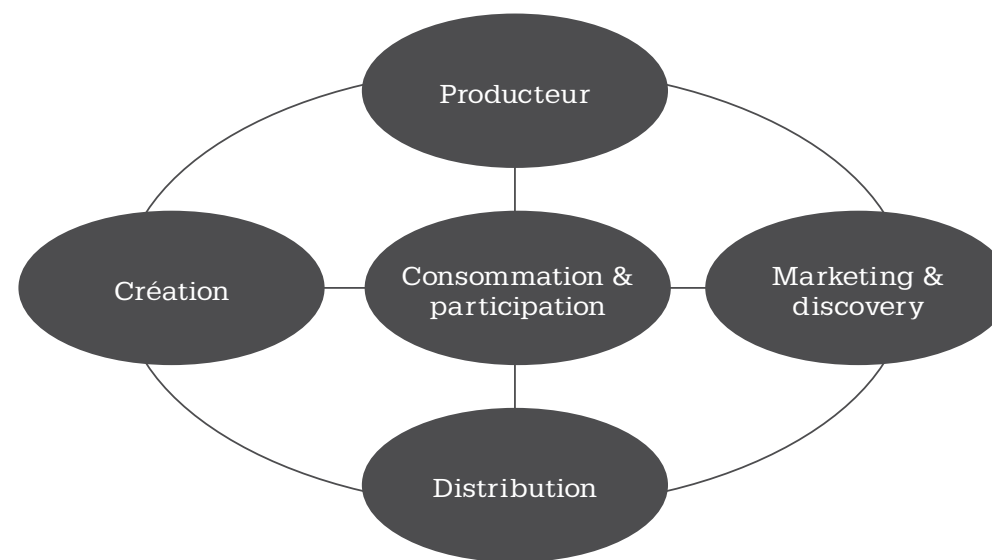 Producteur
Création
Consommation &
participation
Marketing &
discovery
Distribution